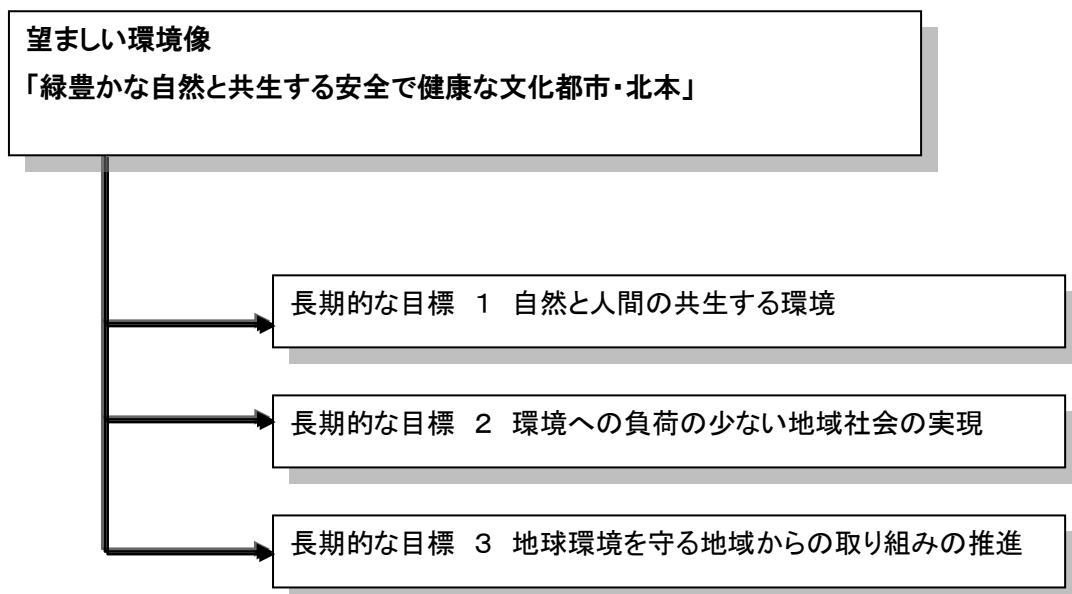 望ましい環境像
「緑豊かな自然と共生する安全で健康な文化都市・北本」
長期的な目標　１　自然と人間の共生する環境
長期的な目標　２　環境への負荷の少ない地域社会の実現
長期的な目標　３　地球環境を守る地域からの取り組みの推進